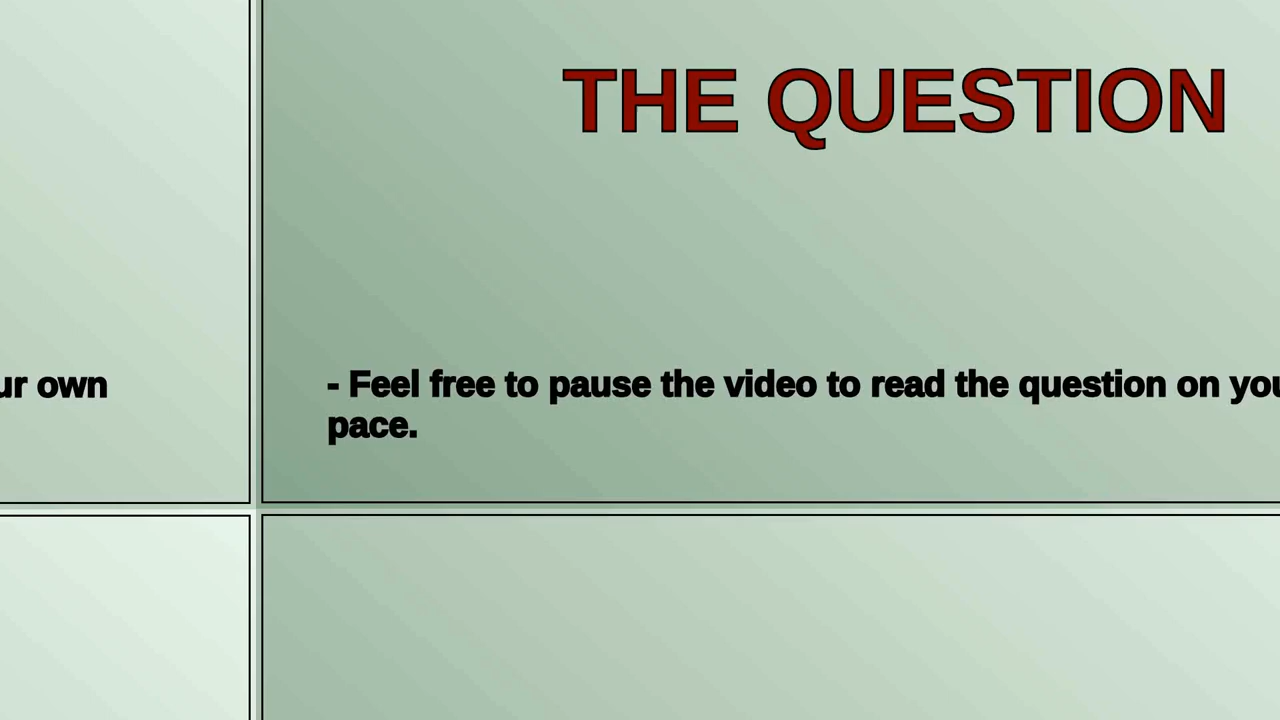 THE QUESTION
ur own
- Feel free to pause the video to read the question on you
pace.